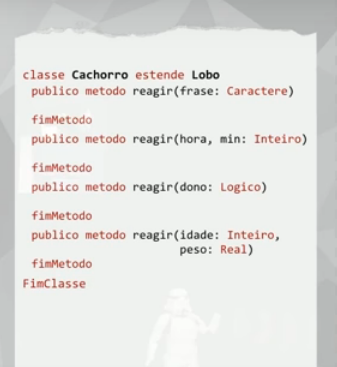 classe Cachorro estende Lobo
publico metodo reagir(frase: Caractere)
fimMetodo
publico metodo reagir(hora, min: Inteiro)
fimMetodo
publico metodo reagir(dono: Logico)
fimMetodo
publico metodo reagir(idade: Inteiro,
peso: Real)
fimMetodo
FimClasse